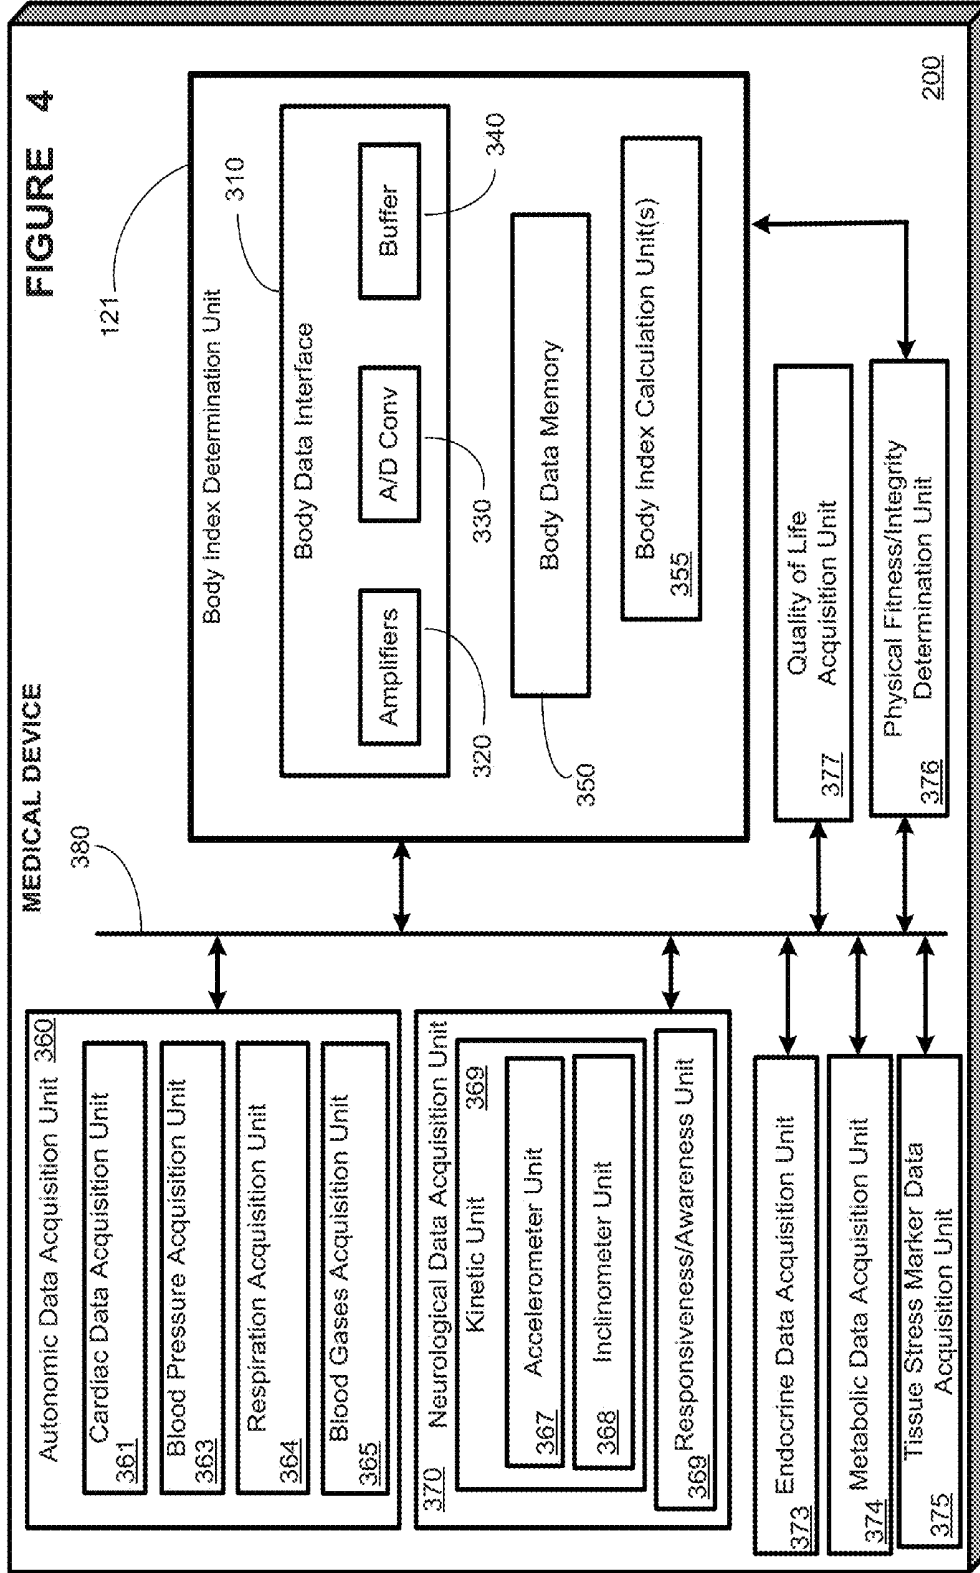 FIGURE 4
MEDICAL DEVICE
200
Autonomic Data Acquisition Unit 360
Cardiac Data Acquisition Unit
361
Blood Pressure Acquisition Unit
363
Respiration Acquisition Unit
364
Blood Gases Acquisition Unit
365
370 Neurological Data Acquisition Unit
Kinetic Unit 369
Accelerometer Unit
367
Inclinometer Unit
368
Responsiveness/Awareness Unit
369
Endocrine Data Acquisition Unit
373
Metabolic Data Acquisition Unit
374
Tissue Stress Marker Data
Acquisition Unit
375
380
121
Body Index Determination Unit
310
Body Data Interface
Amplifiers
320
A/D Conv
330
Buffer
340
Body Data Memory
350
Body Index Calculation Unit(s)
355
Quality of Life
Acquisition Unit
377
Physical Fitness/Integrity
Determination Unit
376